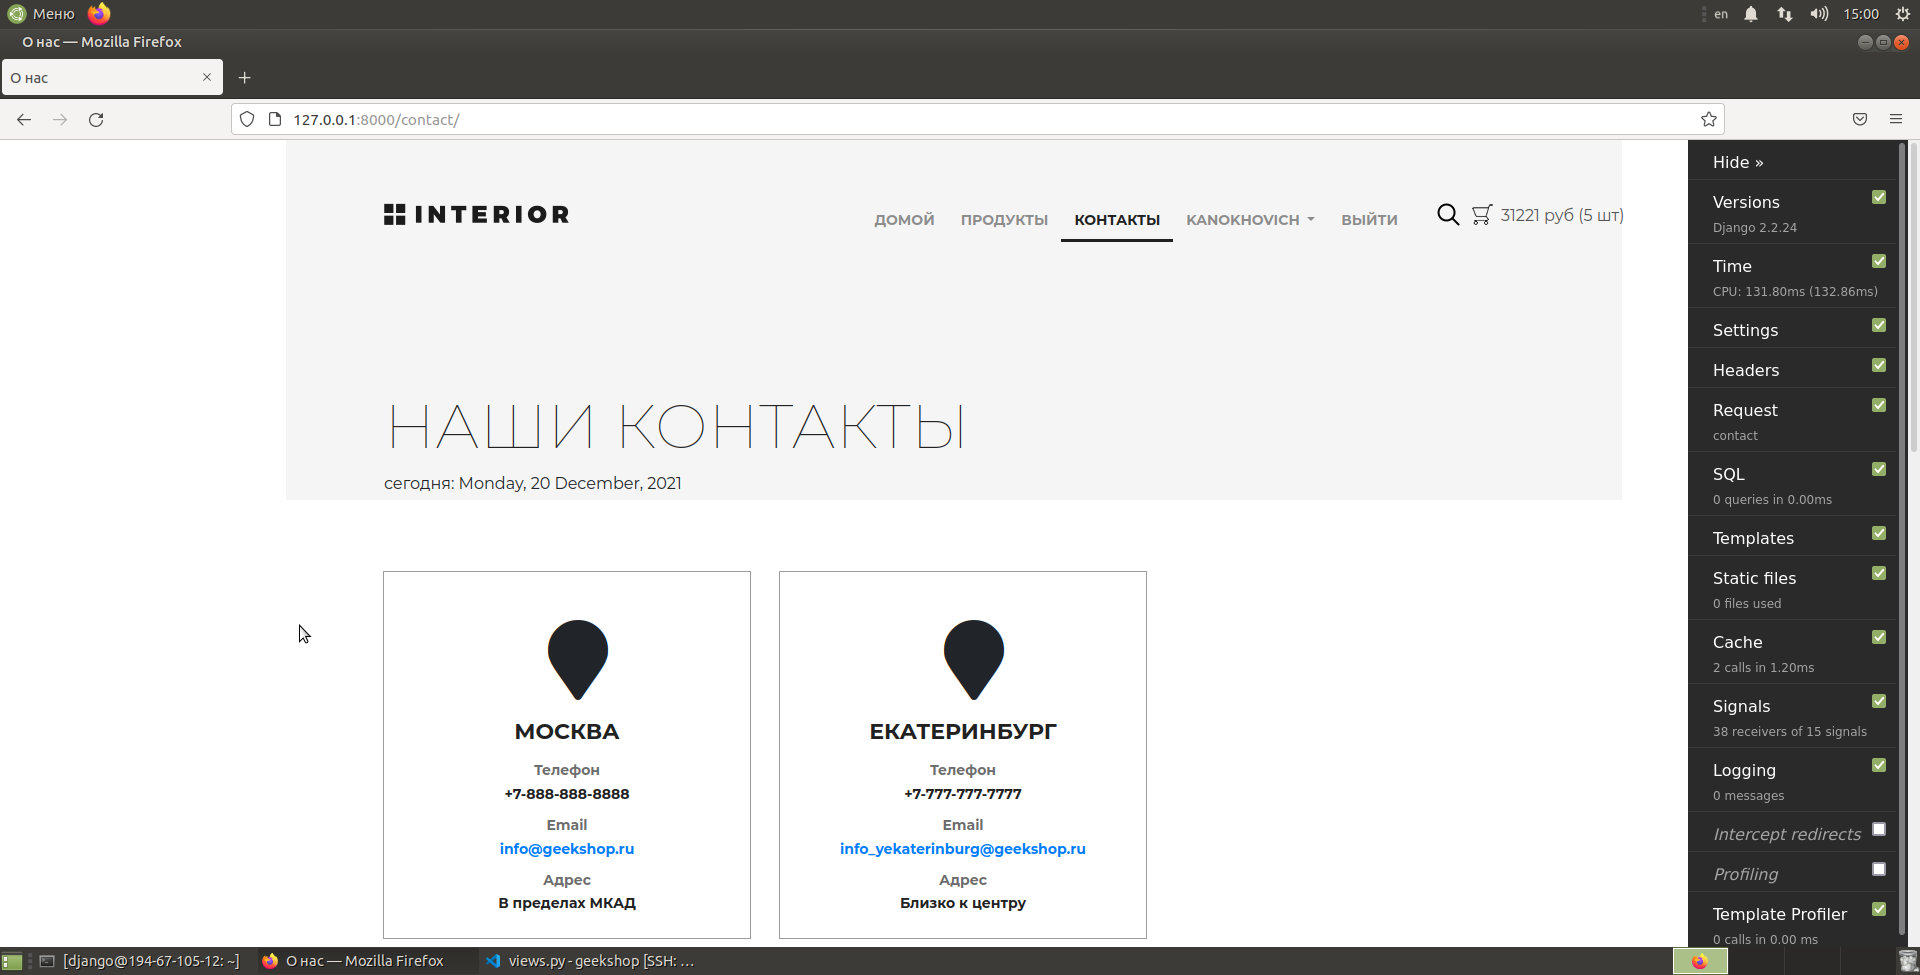 Меню
en
15:00
О нас — Mozilla Firefox
О нас
127.0.0.1:8000/contact/
INTERIOR
ДОМОЙ
ПРОДУКТЫ
КОНТАКТЫ
KANOKHOVICH
ВЫЙТИ
31221 руб (5 шт)
НАШИ КОНТАКТЫ
сегодня: Monday, 20 December, 2021
МОСКВА
Телефон
+7-888-888-8888
Email
info@geekshop.ru
Адрес
В пределах МКАД
ЕКАТЕРИНБУРГ
Телефон
+7-777-777-7777
Email
info_yekaterinburg@geekshop.ru
Адрес
Близко к центру
Hide »
Versions
Django 2.2.24
Time
CPU: 131.80ms (132.86ms)
Settings
Headers
Request
contact
SQL
0 queries in 0.00ms
Templates
Static files
0 files used
Cache
2 calls in 1.20ms
Signals
38 receivers of 15 signals
Logging
0 messages
Intercept redirects
Profiling
Template Profiler
0 calls in 0.00 ms
[django@194-67-105-12: ~]
О нас — Mozilla Firefox
views.py - geekshop [SSH: ...